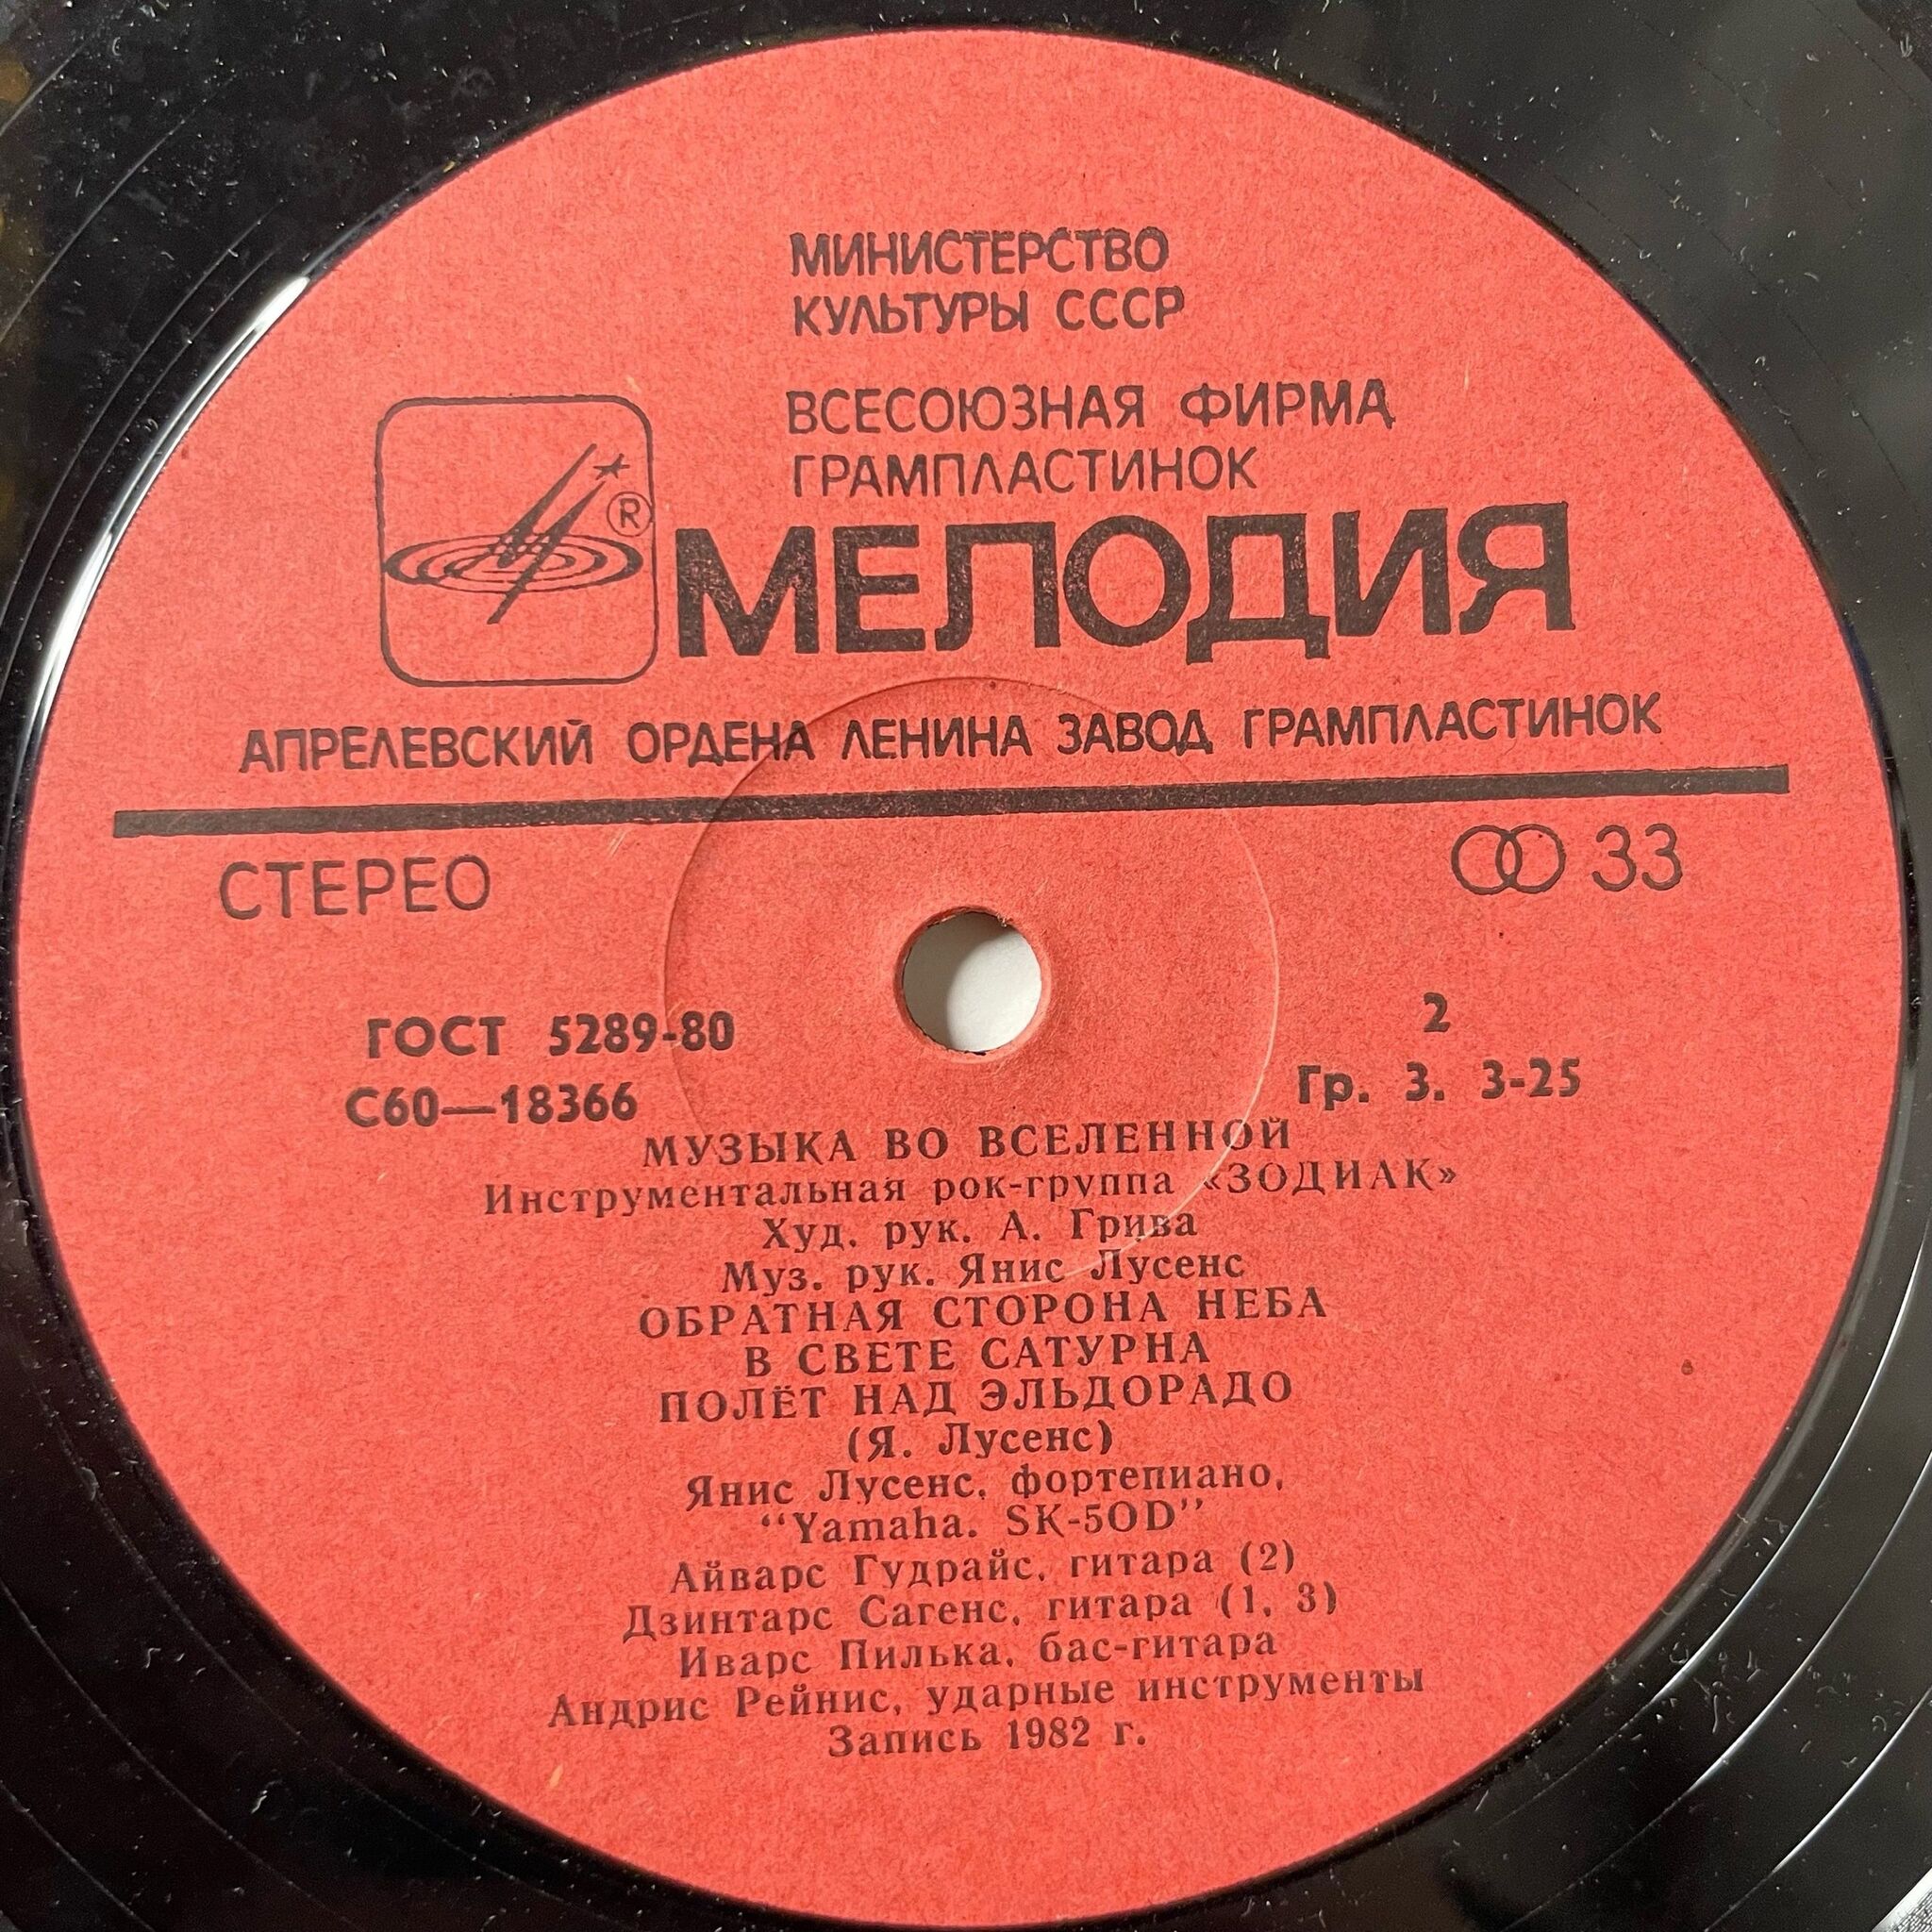 МИНИСТЕРСТВО
КУЛЬТУРЫ СССР
ВСЕСОЮЗНАЯ ФИРМА
ГРАМПЛАСТИНОК
®
МЕЛОДИЯ
АПРЕЛЕВСКИЙ ОРДЕНА ЛЕНИНА ЗАВОД ГРАМПЛАСТИНОК
СТЕРЕО
33
ГОСТ 5289-80
2
С60—18366
Гр. 3. 3-25
МУЗЫКА ВО ВСЕЛЕННОЙ
Инструментальная рок-группа «ЗОДИАК»
Худ. рук. А. Грива
Муз. рук. Янис Лусенс
ОБРАТНАЯ СТОРОНА НЕБА
В СВЕТЕ САТУРНА
ПОЛЁТ НАД ЭЛЬДОРАДО
(Я. Лусенс)
Янис Лусенс, фортепиано,
“Yamaha. SK-50D”
Айварс Гудрайс, гитара (2)
Дзинтарс Сагенс, гитара (1, 3)
Иварс Пилька, бас-гитара
Андрис Рейнис, ударные инструменты
Запись 1982 г.